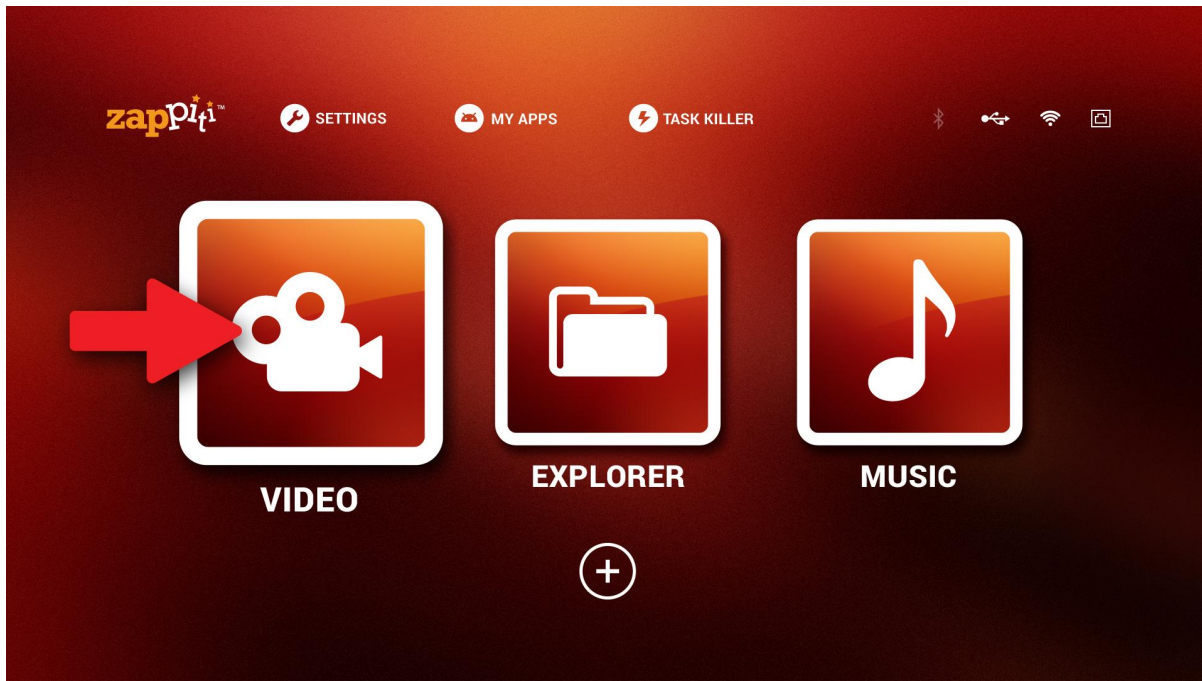 zappiti™
SETTINGS
MY APPS
TASK KILLER
VIDEO
EXPLORER
MUSIC